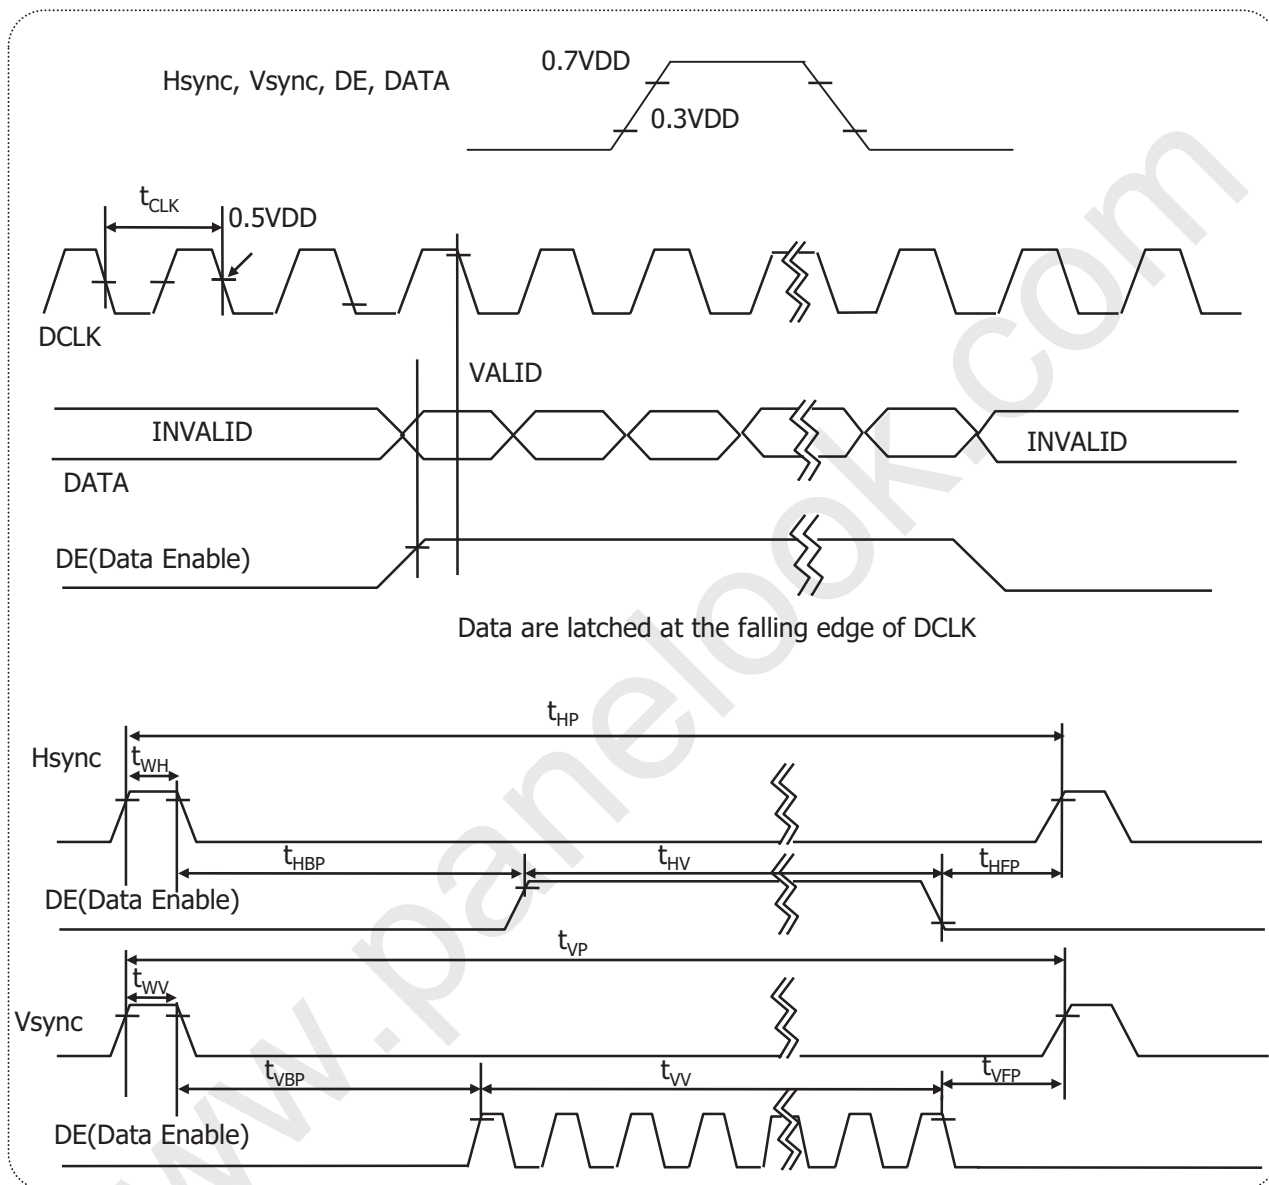 0.7VDD
Hsync, Vsync, DE, DATA
0.3VDD
tCLK
0.5VDD
DCLK
VALID
INVALID
INVALID
DATA
DE(Data Enable)
Data are latched at the falling edge of DCLK
tHP
Hsync
tWH
tHBP
tHV
tHFP
DE(Data Enable)
tVP
tWV
Vsync
tVBP
tVV
tVFP
DE(Data Enable)
www.panelook.com